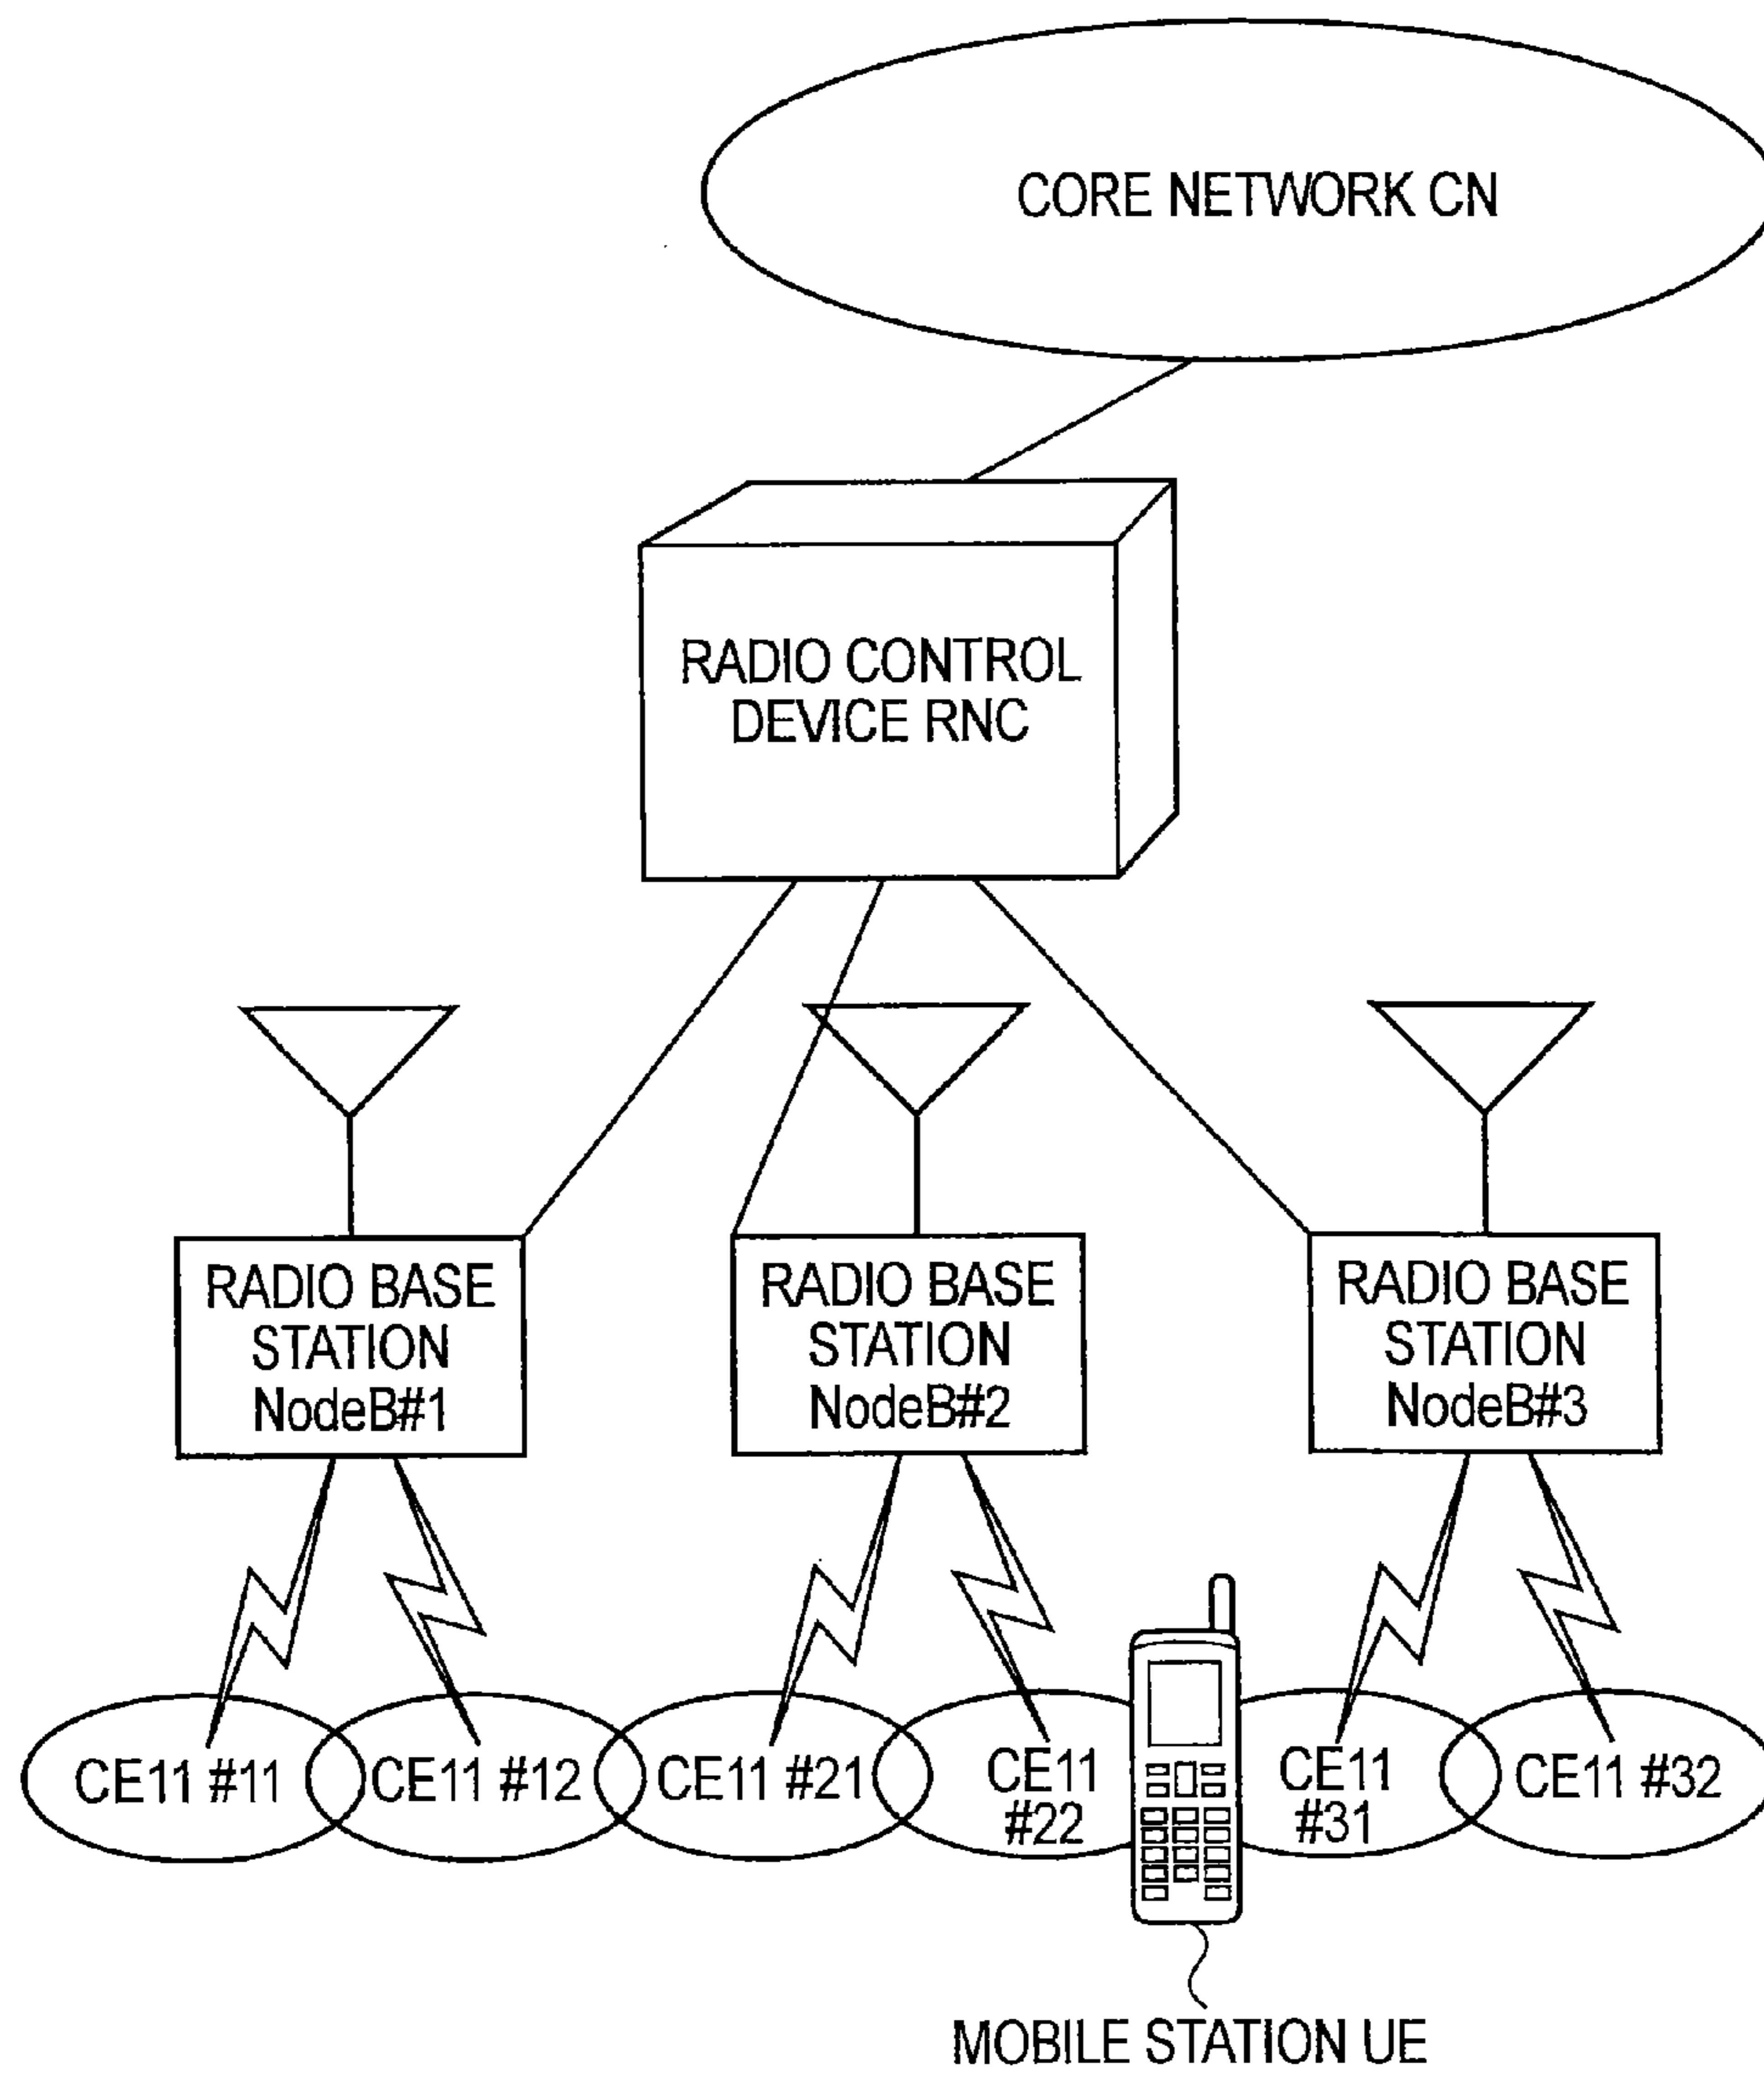 CORE NETWORK CN
RADIO CONTROL
DEVICE RNC
RADIO BASE
STATION
NodeB#1
RADIO BASE
STATION
NodeB#2
RADIO BASE
STATION
NodeB#3
CE11 #11
CE11 #12
CE11 #21
CE11
#22
CE11
#31
CE11 #32
MOBILE STATION UE